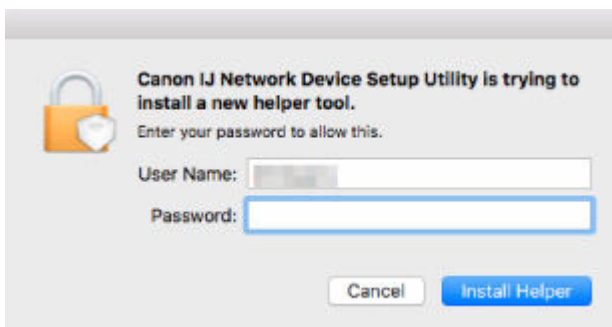 Canon IJ Network Device Setup Utility is trying to
install a new helper tool.
Enter your password to allow this.
User Name:
Password:
Cancel
Install Helper